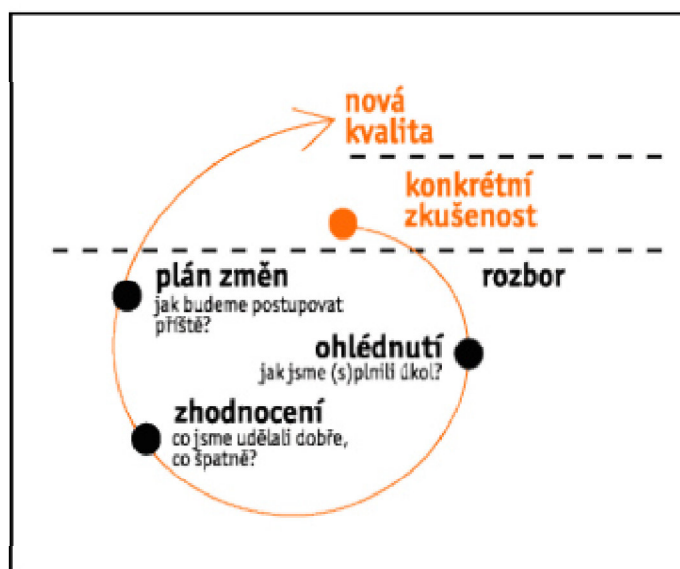 nová
kvalita
konkrétní
zkušenost
rozbor
plán změn
jak budeme postupovat
příště?
ohlédnutí
jak jsme (s)plnili úkol?
zhodnocení
co jsme udělali dobře,
co špatně?